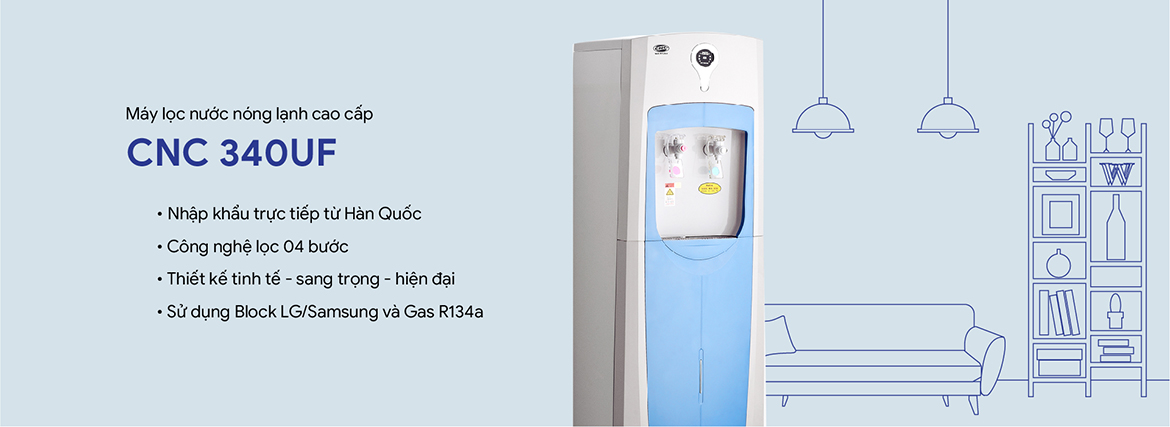 Máy lọc nước nóng lạnh cao cấp
CNC 340UF
• Nhập khẩu trực tiếp từ Hàn Quốc
• Công nghệ lọc 04 bước
• Thiết kế tinh tế - sang trọng - hiện đại
• Sử dụng Block LG/Samsung và Gas R134a